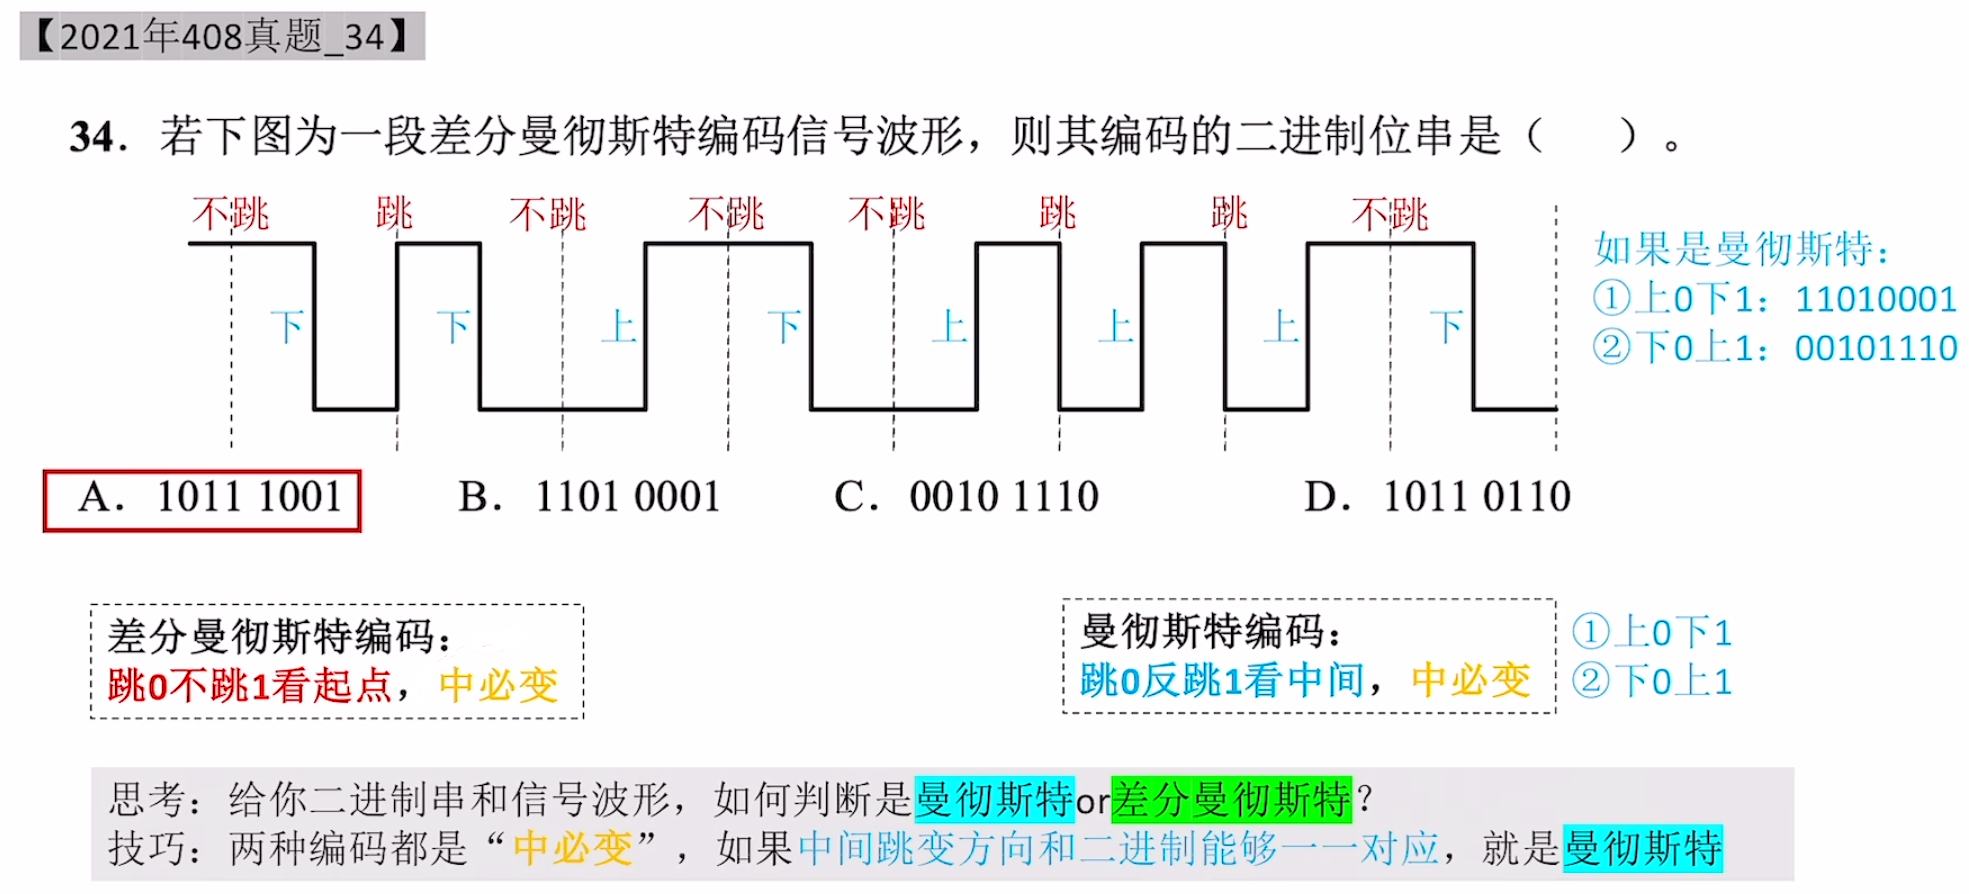 【2021年408真题_34】
34. 若下图为一段差分曼彻斯特编码信号波形，则其编码的二进制位串是（　　）。
不跳 跳 不跳 不跳 不跳 跳 跳 不跳
如果是曼彻斯特：
①上0下1：11010001
②下0上1：00101110
下 下 上 下 上 上 上 下
A. 1011 1001 B. 1101 0001 C. 0010 1110 D. 1011 0110
差分曼彻斯特编码：
跳0不跳1看起点，中必变
曼彻斯特编码：
跳0反跳1看中间，中必变
①上0下1
②下0上1
思考：给你二进制串和信号波形，如何判断是曼彻斯特or差分曼彻斯特？
技巧：两种编码都是“中必变”，如果中间跳变方向和二进制能够一一对应，就是曼彻斯特